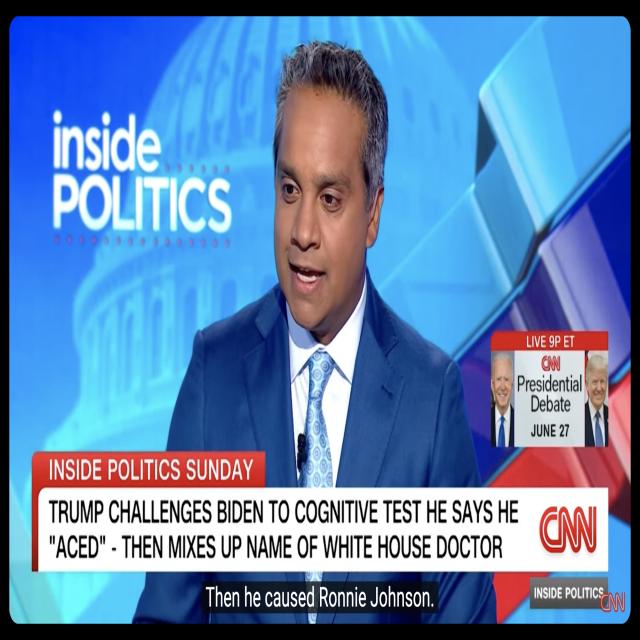 inside
POLITICS
LIVE 9P ET
CNN
Presidential
Debate
JUNE 27
INSIDE POLITICS SUNDAY
TRUMP CHALLENGES BIDEN TO COGNITIVE TEST HE SAYS HE
"ACED" - THEN MIXES UP NAME OF WHITE HOUSE DOCTOR
CNN
INSIDE POLITICS
CNN
Then he caused Ronnie Johnson.